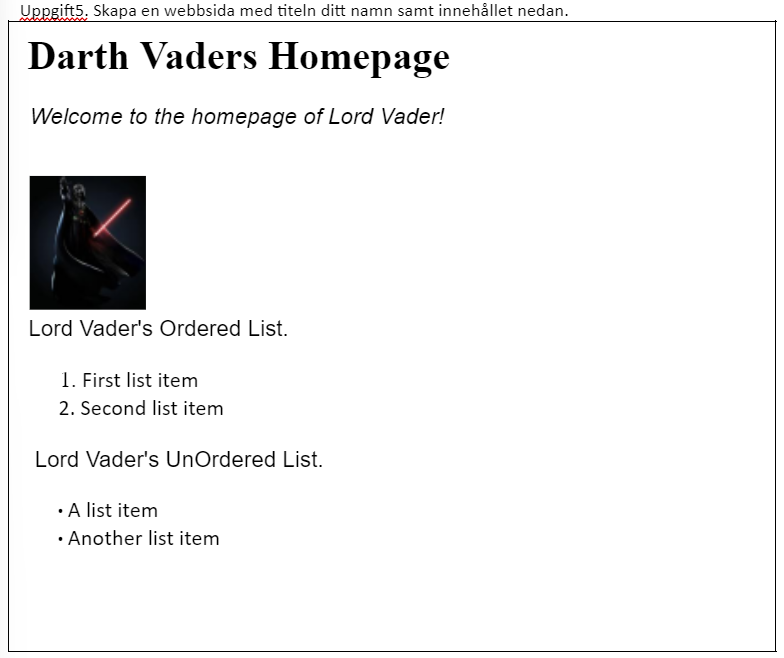 Uppgift5. Skapa en webbsida med titeln ditt namn samt innehållet nedan.
Darth Vaders Homepage
Welcome to the homepage of Lord Vader!
Lord Vader's Ordered List.
1. First list item
2. Second list item
Lord Vader's UnOrdered List.
• A list item
• Another list item